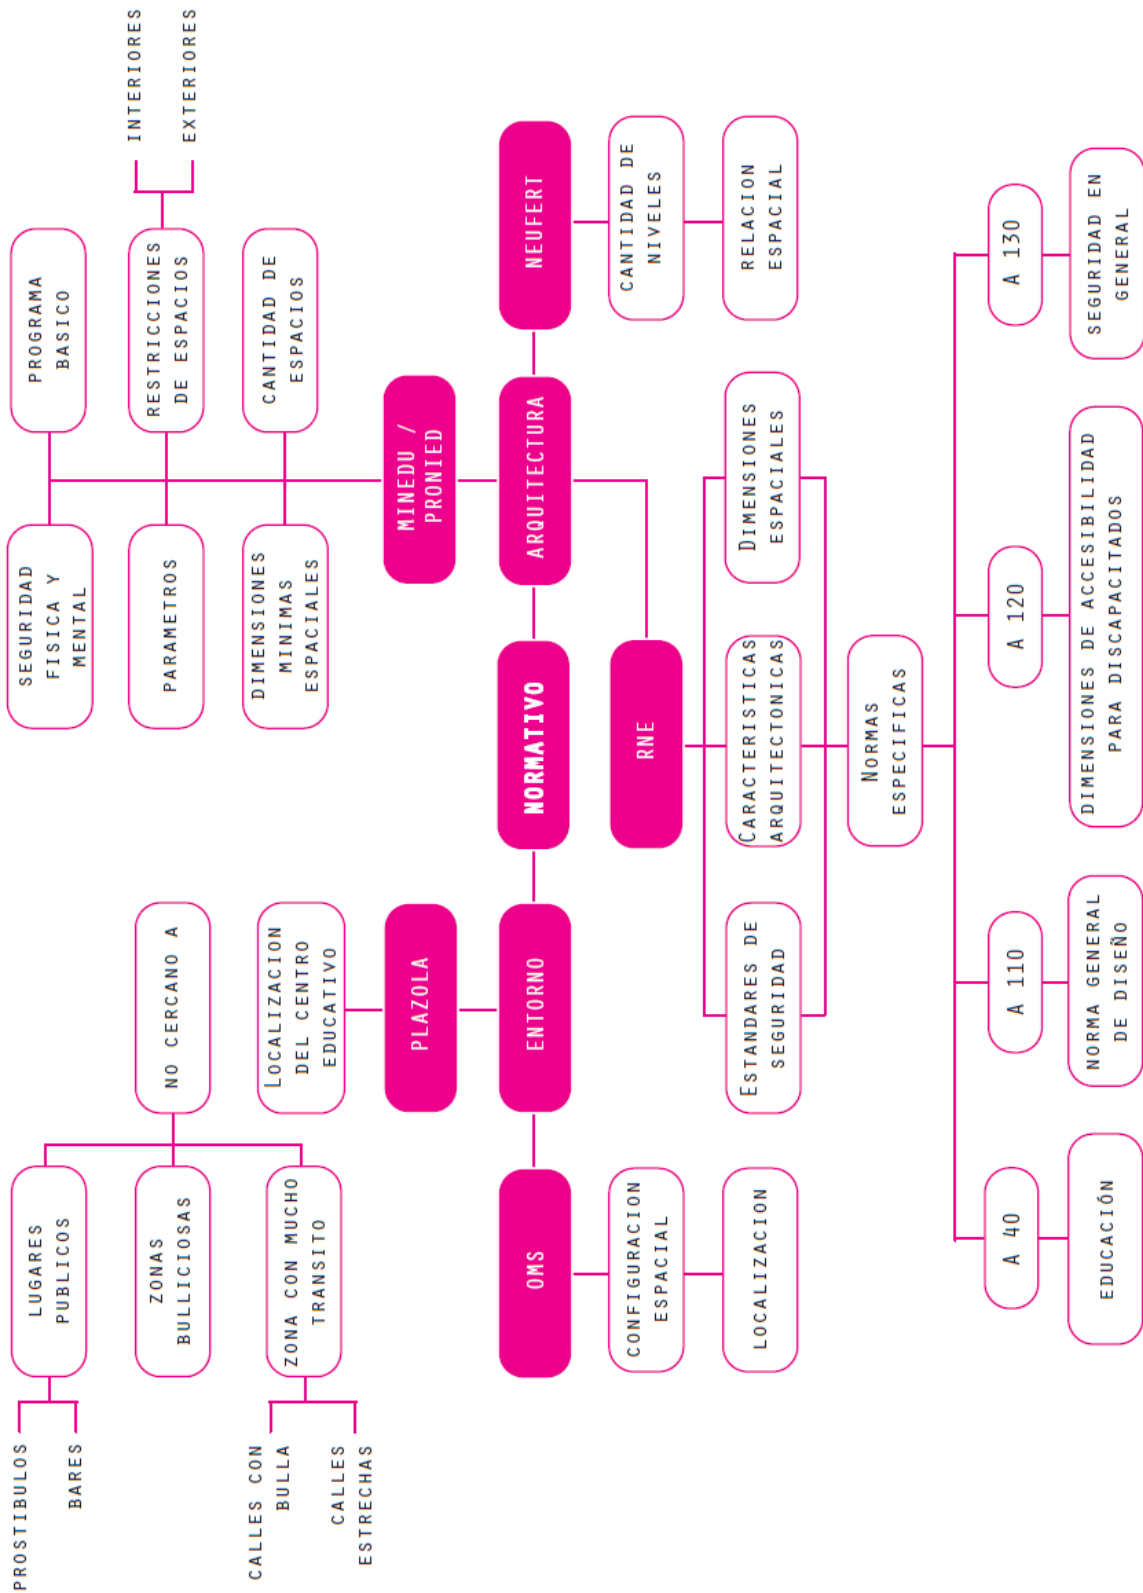 PROSTIBULOS
BARES
CALLES CON
BULLA
CALLES
ESTRECHAS
LUGARES
PUBLICOS
ZONAS
BULLICIOSAS
ZONA CON MUCHO
TRANSITO
NO CERCANO A
LOCALIZACION
DEL CENTRO
EDUCATIVO
PLAZOLA
SEGURIDAD
FISICA Y
MENTAL
PARAMETROS
DIMENSIONES
MINIMAS
ESPACIALES
PROGRAMA
BASICO
RESTRICCIONES
DE ESPACIOS
CANTIDAD DE
ESPACIOS
INTERIORES
EXTERIORES
MINEDU /
PRONIED
OMS
ENTORNO
NORMATIVO
ARQUITECTURA
NEUFERT
CONFIGURACION
ESPACIAL
LOCALIZACION
RNE
CANTIDAD DE
NIVELES
RELACION
ESPACIAL
ESTANDARES DE
SEGURIDAD
CARACTERISTICAS
ARQUITECTONICAS
DIMENSIONES
ESPACIALES
NORMAS
ESPECIFICAS
A 40
A 110
A 120
A 130
EDUCACIÓN
NORMA GENERAL
DE DISEÑO
DIMENSIONES DE ACCESIBILIDAD
PARA DISCAPACITADOS
SEGURIDAD EN
GENERAL